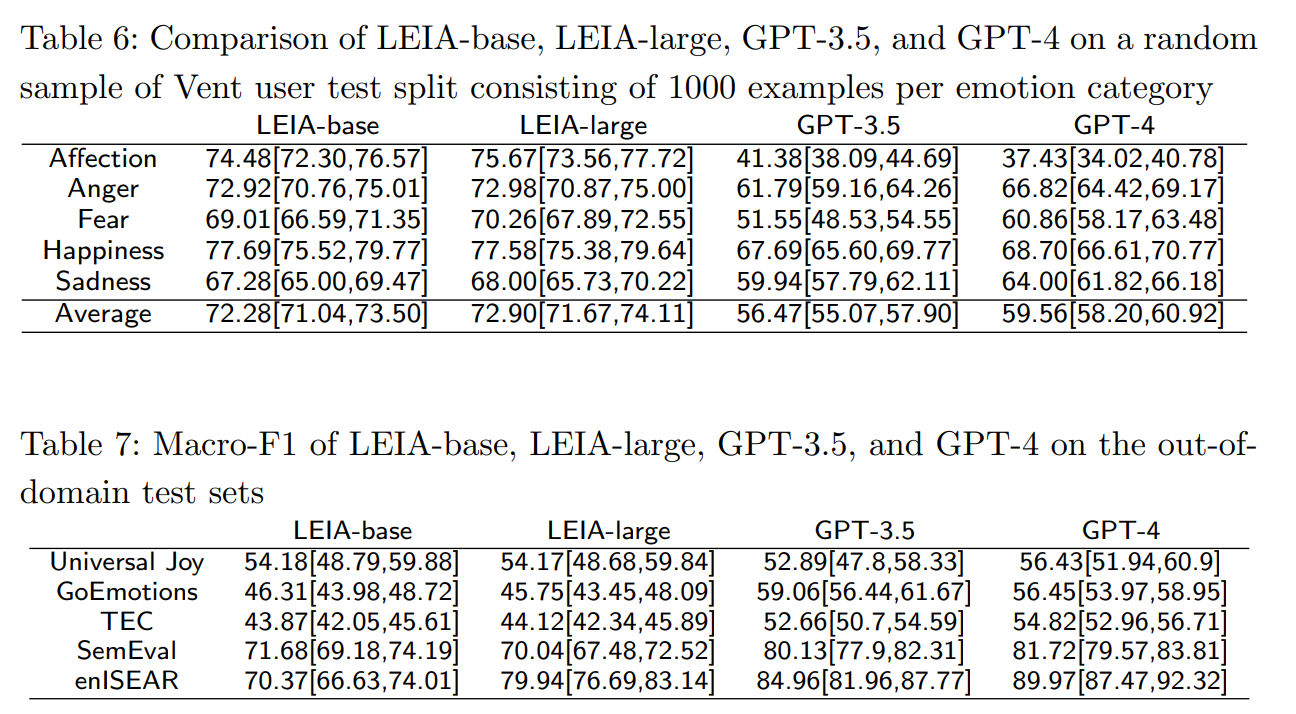 Table 6: Comparison of LEIA-base, LEIA-large, GPT-3.5, and GPT-4 on a random
sample of Vent user test split consisting of 1000 examples per emotion category
LEIA-base LEIA-large GPT-3.5 GPT-4
Affection 74.48[72.30,76.57] 75.67[73.56,77.72] 41.38[38.09,44.69] 37.43[34.02,40.78]
Anger 72.92[70.76,75.01] 72.98[70.87,75.00] 61.79[59.16,64.26] 66.82[64.42,69.17]
Fear 69.01[66.59,71.35] 70.26[67.89,72.55] 51.55[48.53,54.55] 60.86[58.17,63.48]
Happiness 77.69[75.52,79.77] 77.58[75.38,79.64] 67.69[65.60,69.77] 68.70[66.61,70.77]
Sadness 67.28[65.00,69.47] 68.00[65.73,70.22] 59.94[57.79,62.11] 64.00[61.82,66.18]
Average 72.28[71.04,73.50] 72.90[71.67,74.11] 56.47[55.07,57.90] 59.56[58.20,60.92]
Table 7: Macro-F1 of LEIA-base, LEIA-large, GPT-3.5, and GPT-4 on the out-of-
domain test sets
LEIA-base LEIA-large GPT-3.5 GPT-4
Universal Joy 54.18[48.79,59.88] 54.17[48.68,59.84] 52.89[47.8,58.33] 56.43[51.94,60.9]
GoEmotions 46.31[43.98,48.72] 45.75[43.45,48.09] 59.06[56.44,61.67] 56.45[53.97,58.95]
TEC 43.87[42.05,45.61] 44.12[42.34,45.89] 52.66[50.7,54.59] 54.82[52.96,56.71]
SemEval 71.68[69.18,74.19] 70.04[67.48,72.52] 80.13[77.9,82.31] 81.72[79.57,83.81]
enISEAR 70.37[66.63,74.01] 79.94[76.69,83.14] 84.96[81.96,87.77] 89.97[87.47,92.32]